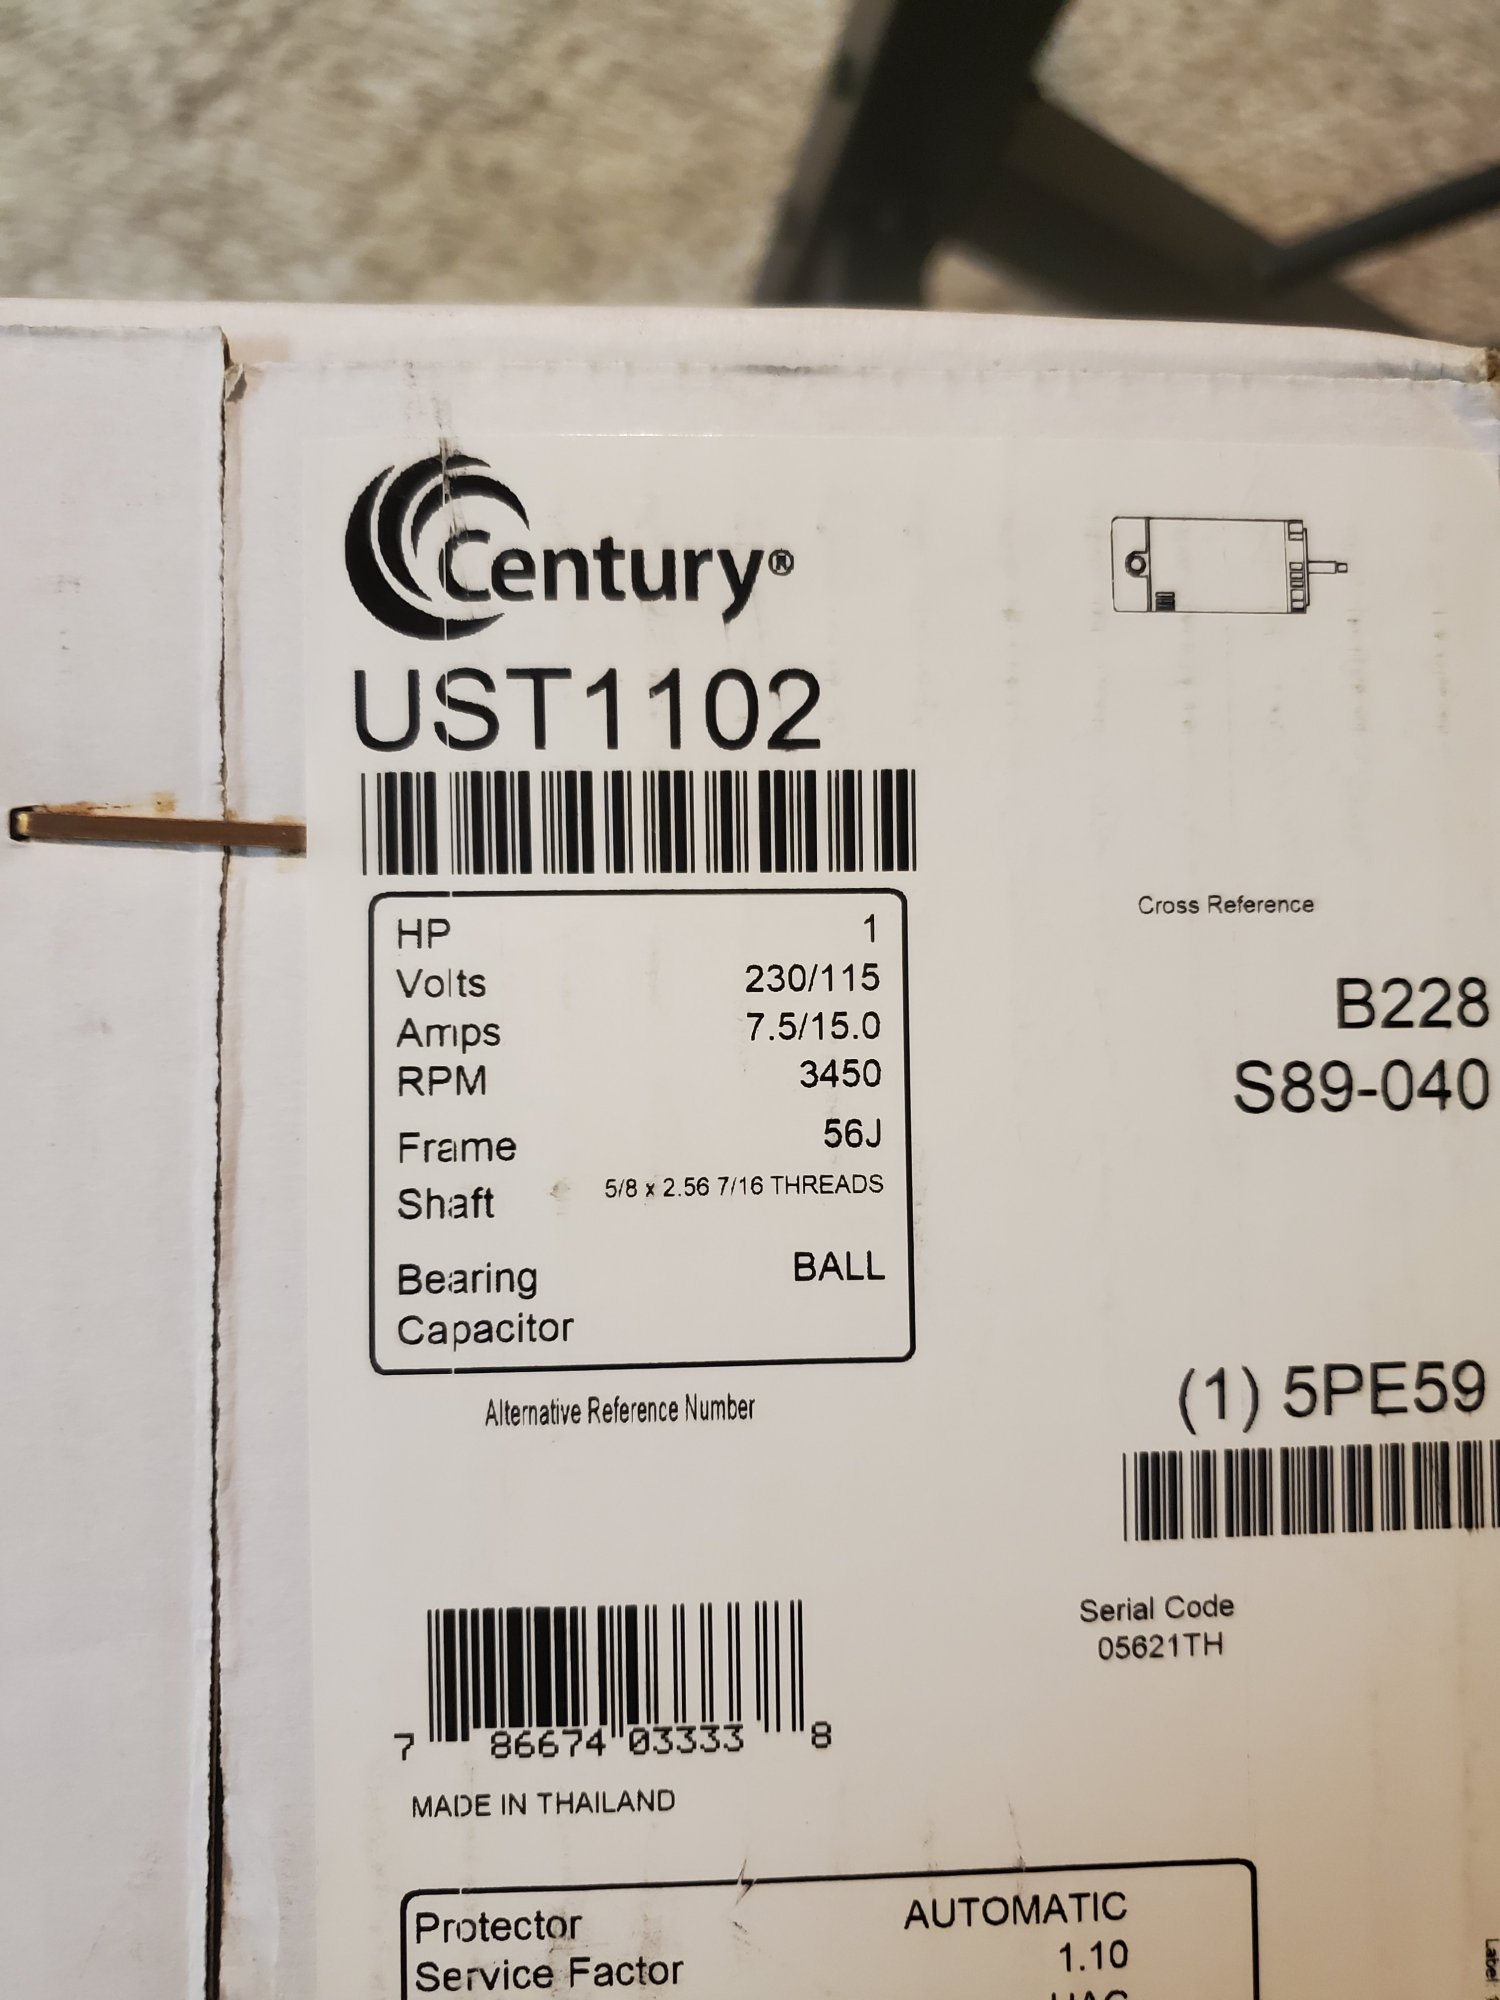 Century®
UST1102
HP 1
Volts 230/115
Amps 7.5/15.0
RPM 3450
Frame 56J
Shaft 5/8 x 2.56 7/16 THREADS
Bearing BALL
Capacitor
Alternative Reference Number
Cross Reference
B228
S89-040
(1) 5PE59
Serial Code
05621TH
7 86674 03333 8
MADE IN THAILAND
Protector AUTOMATIC
Service Factor 1.10
Label